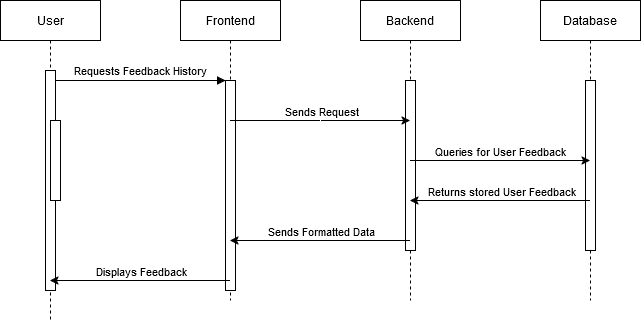 User
Frontend
Backend
Database
Requests Feedback History
Sends Request
Queries for User Feedback
Returns stored User Feedback
Sends Formatted Data
Displays Feedback